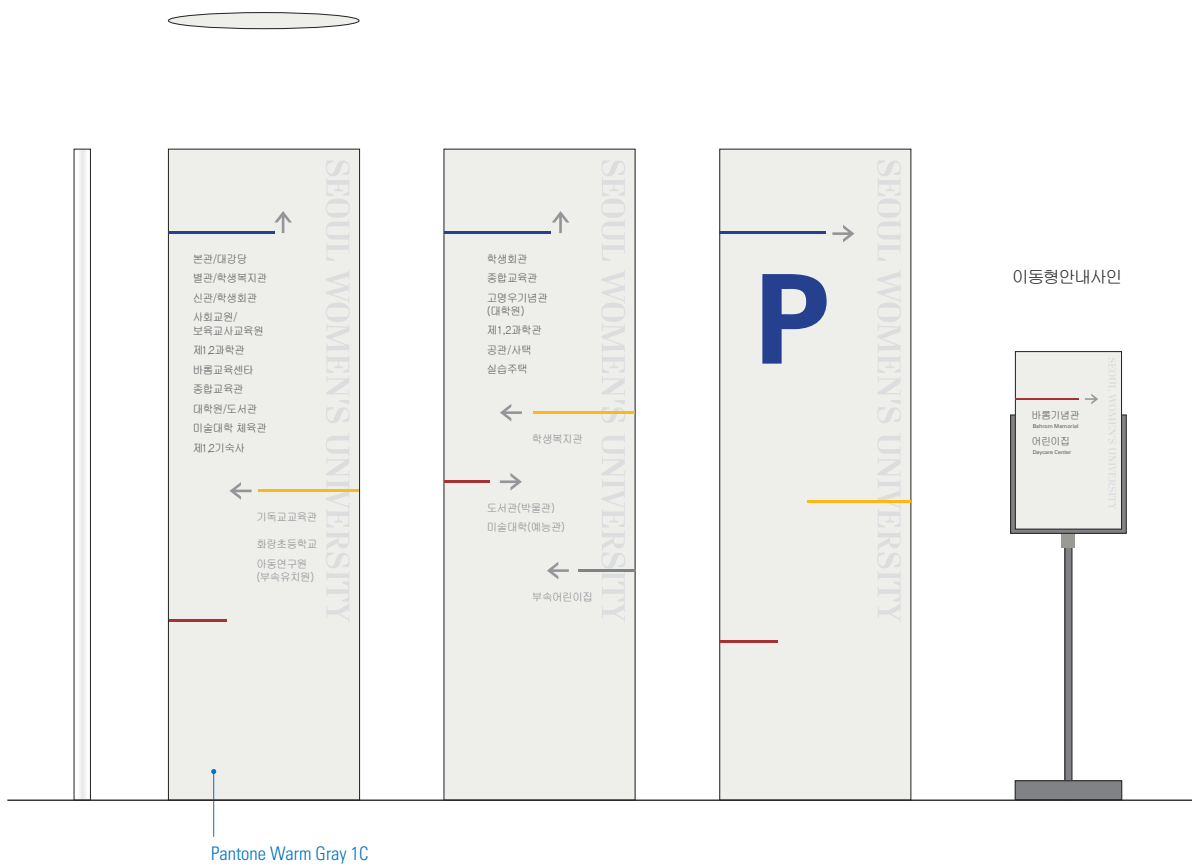 SEOUL WOMEN'S UNIVERSITY
본관/대강당
별관/학생복지관
신관/학생회관
사회교원/
보육교사교육원
제1,2과학관
바롬교육센타
종합교육관
대학원/도서관
미술대학 체육관
제1,2기숙사
기독교교육관
화랑초등학교
아동연구원
(부속유치원)
SEOUL WOMEN'S UNIVERSITY
학생회관
종합교육관
고명우기념관
(대학원)
제1,2과학관
공관/사택
실습주택
학생복지관
도서관(박물관)
미술대학(예능관)
부속어린이집
SEOUL WOMEN'S UNIVERSITY
P
이동형안내사인
SEOUL WOMEN'S UNIVERSITY
바롬기념관
Bahrom Mamorial
어린이집
Daycare Center
Pantone Warm Gray 1C